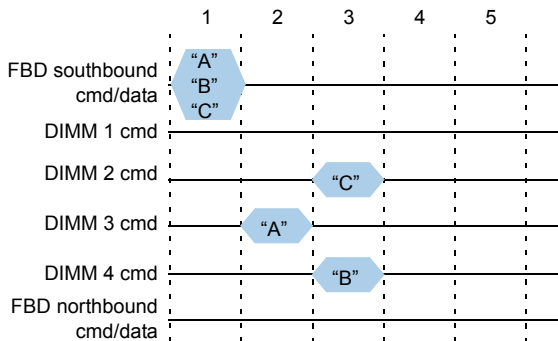 1 2 3 4 5
“A”
FBD southbound
“B”
cmd/data
“C”
DIMM 1 cmd
DIMM 2 cmd “C”
DIMM 3 cmd “A”
DIMM 4 cmd “B”
FBD northbound
cmd/data